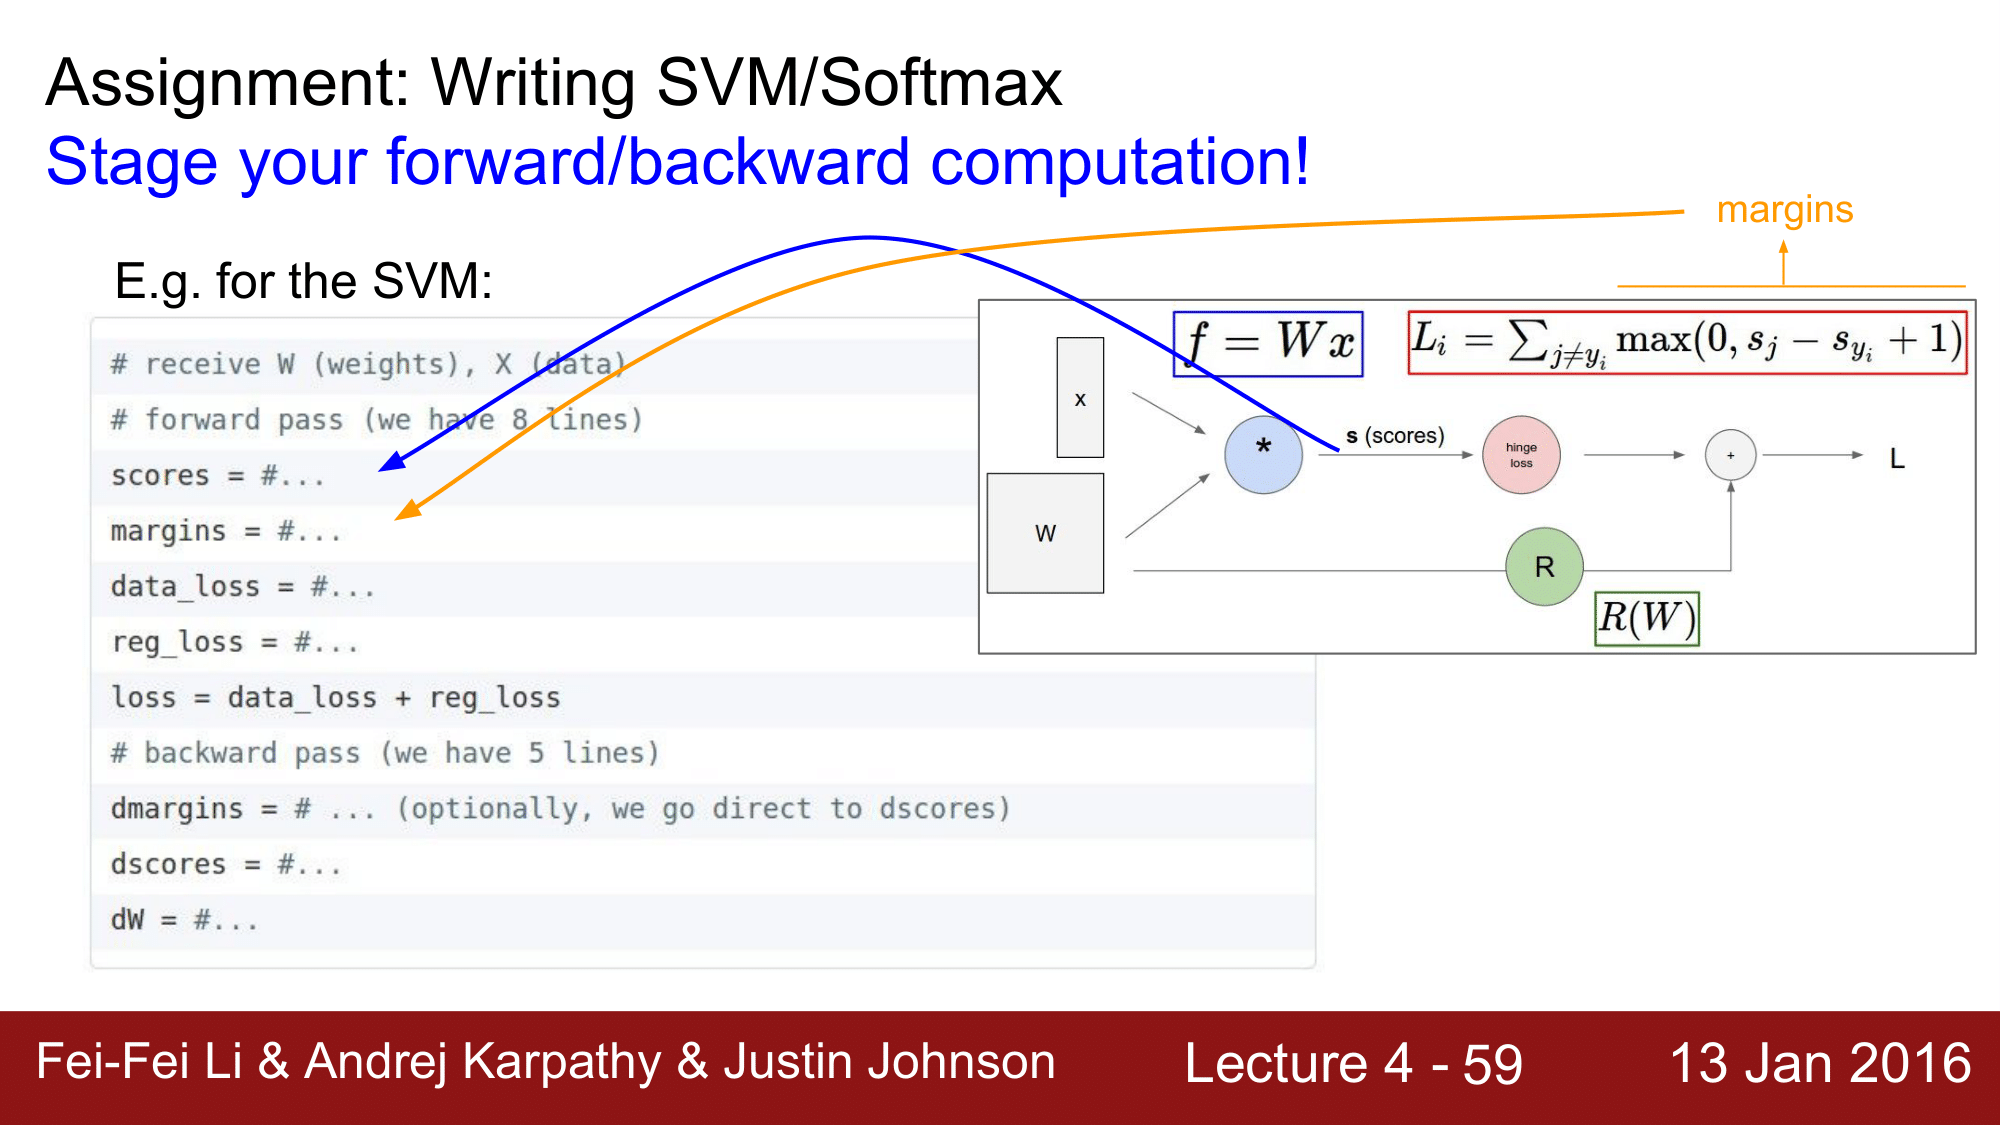 Assignment: Writing SVM/Softmax
Stage your forward/backward computation!
margins
E.g. for the SVM:
# receive W (weights), X (data)
# forward pass (we have 8 lines)
scores = #...
margins = #...
data_loss = #...
reg_loss = #...
loss = data_loss + reg_loss
# backward pass (we have 5 lines)
dmargins = # ... (optionally, we go direct to dscores)
dscores = #...
dW = #...
f = Wx
L_i = ∑_{j≠y_i} max(0, s_j − s_{y_i} + 1)
x
W
*
s (scores)
hinge
loss
+
L
R
R(W)
Fei-Fei Li & Andrej Karpathy & Justin Johnson
Lecture 4 - 59
13 Jan 2016